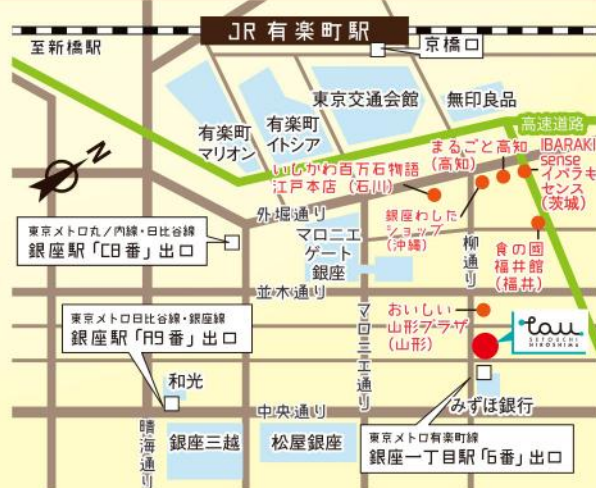 JR有楽町駅
至新橋駅
京橋口
東京交通会館
無印良品
有楽町
マリオン
有楽町
イトシア
高速道路
まるごと高知
(高知)
IBARAKI
sense
イバラキ
センス
(茨城)
いしかわ百万石物語
江戸本店(石川)
外堀通り
銀座わした
ショップ
(沖縄)
マロニエ
ゲート
銀座
柳通り
食の國
福井館
(福井)
東京メトロ丸ノ内線・日比谷線
銀座駅「C8番」出口
並木通り
おいしい
山形プラザ
(山形)
マロニエ通り
tau
SETOUCHI
HIROSHIMA
東京メトロ日比谷線・銀座線
銀座駅「A9番」出口
和光
みずほ銀行
中央通り
晴海通り
銀座三越
松屋銀座
東京メトロ有楽町線
銀座一丁目駅「6番」出口
N